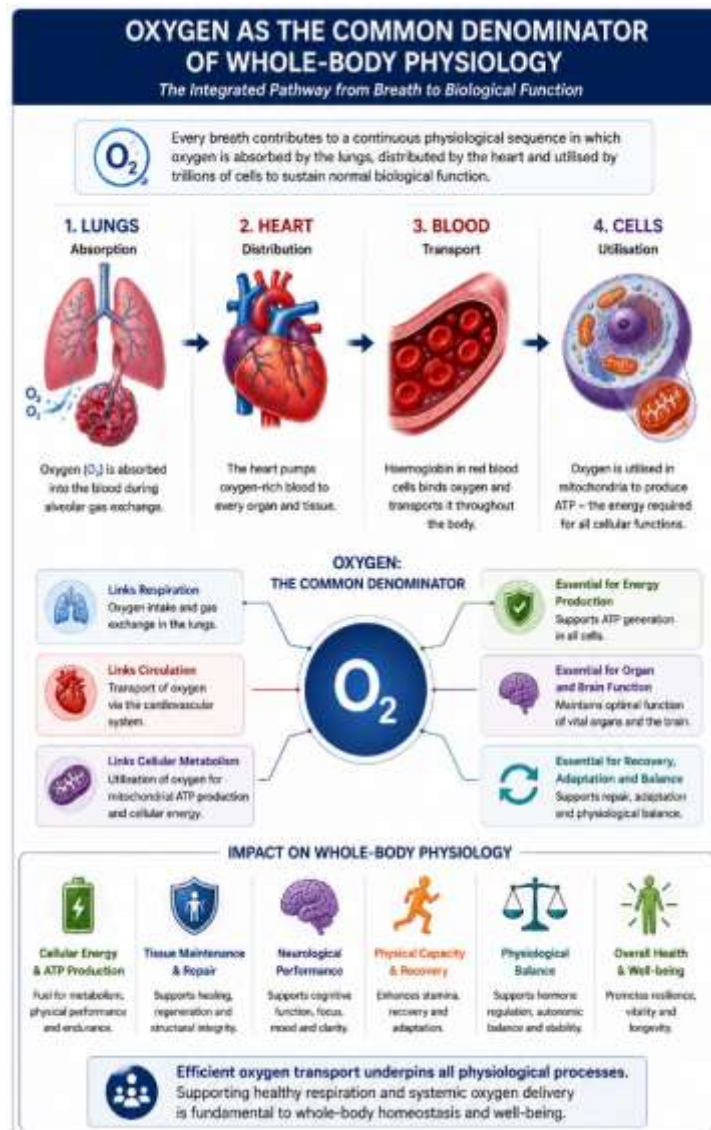 OXYGEN AS THE COMMON DENOMINATOR
OF WHOLE-BODY PHYSIOLOGY
The Integrated Pathway from Breath to Biological Function
O₂
Every breath contributes to a continuous physiological sequence in which
oxygen is absorbed by the lungs, distributed by the heart and utilised by
trillions of cells to sustain normal biological function.
1. LUNGS
Absorption
O₂
O₂
Oxygen (O₂) is absorbed
into the blood during
alveolar gas exchange.
2. HEART
Distribution
The heart pumps
oxygen-rich blood to
every organ and tissue.
3. BLOOD
Transport
Haemoglobin in red blood
cells binds oxygen and
transports it throughout
the body.
4. CELLS
Utilisation
Oxygen is utilised in
mitochondria to produce
ATP – the energy required
for all cellular functions.
OXYGEN:
THE COMMON DENOMINATOR
O₂
Links Respiration
Oxygen intake and gas
exchange in the lungs.
Links Circulation
Transport of oxygen
via the cardiovascular
system.
Links Cellular Metabolism
Utilisation of oxygen for
mitochondrial ATP production
and cellular energy.
Essential for Energy
Production
Supports ATP generation
in all cells.
Essential for Organ
and Brain Function
Maintains optimal function
of vital organs and the brain.
Essential for Recovery,
Adaptation and Balance
Supports repair, adaptation
and physiological balance.
IMPACT ON WHOLE-BODY PHYSIOLOGY
Cellular Energy
& ATP Production
Fuel for metabolism,
physical performance
and endurance.
Tissue Maintenance
& Repair
Supports healing,
regeneration and
structural integrity.
Neurological
Performance
Supports cognitive
function, focus,
mood and clarity.
Physical Capacity
& Recovery
Enhances stamina,
recovery and
adaptation.
Physiological
Balance
Supports hormone
regulation, autonomic
balance and stability.
Overall Health
& Well-being
Promotes resilience,
vitality and
longevity.
Efficient oxygen transport underpins all physiological processes.
Supporting healthy respiration and systemic oxygen delivery
is fundamental to whole-body homeostasis and well-being.